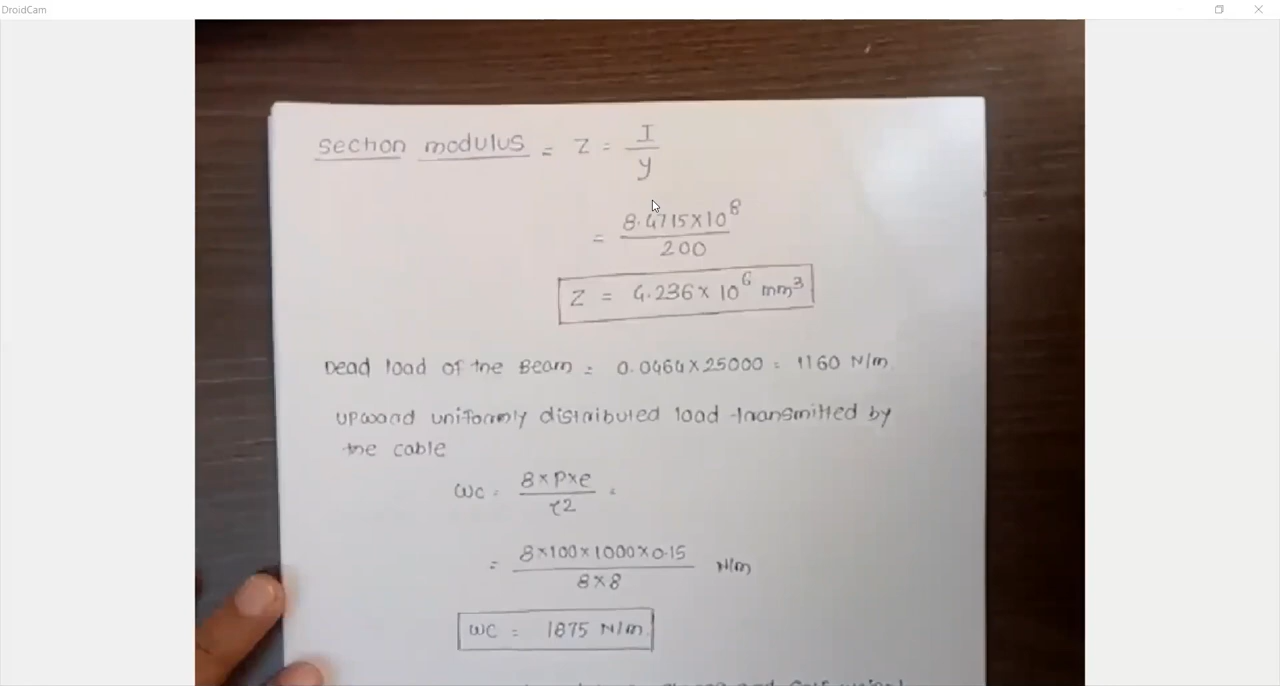 DroidCam
Section modulus = Z = I / y
= 8.4715×10^8 / 200
Z = 4.236×10^6 mm^3
Dead load of the Beam = 0.0464×25000 = 1160 N/m
upward uniformly distributed load transmitted by
the cable
wc = 8×P×e / l^2 =
= 8×100×1000×0.15 / 8×8 N/m
wc = 1875 N/m